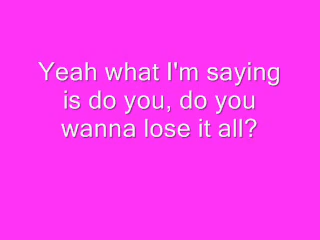 Yeah what I'm saying
is do you, do you
wanna lose it all?